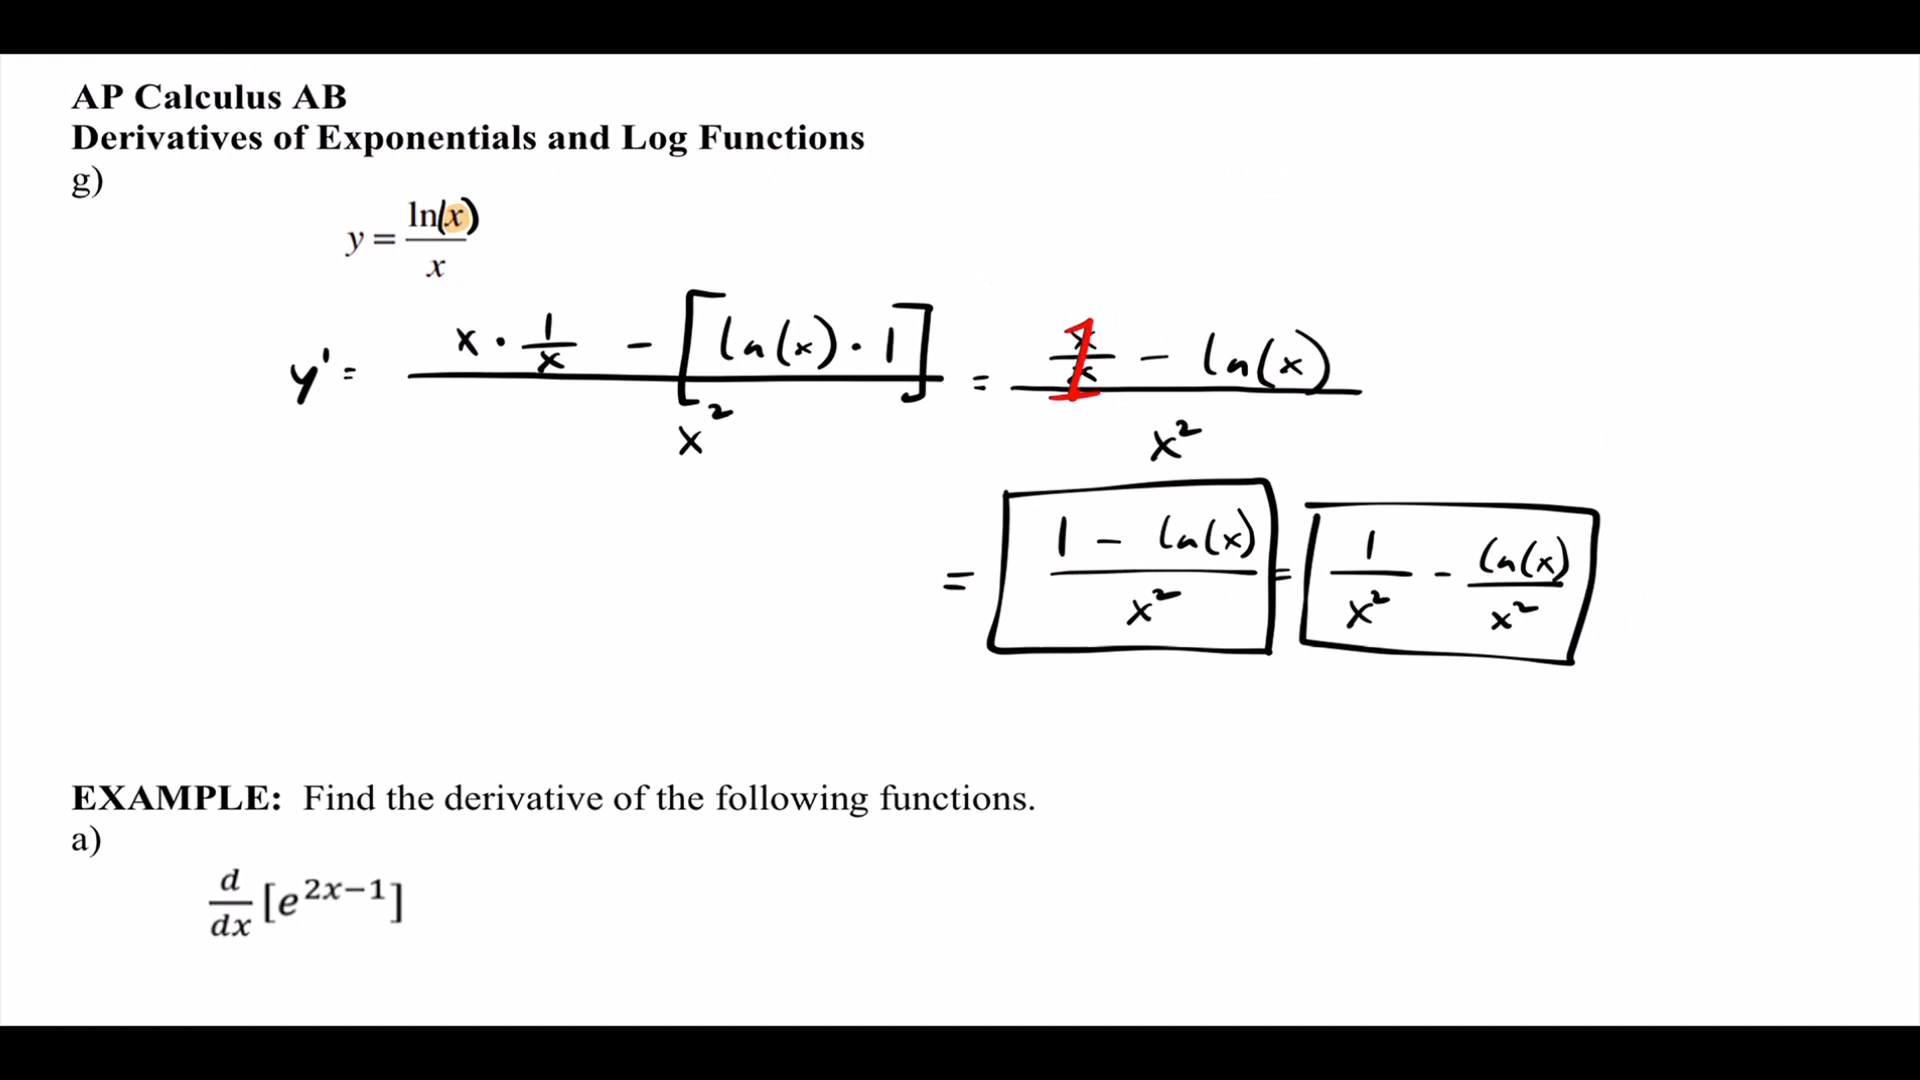 AP Calculus AB
Derivatives of Exponentials and Log Functions
g)
y = ln(x)/x
y' = (x · 1/x − [ln(x) · 1])/x² = (x/x 1 − ln(x))/x²
= (1 − ln(x))/x² = 1/x² − ln(x)/x²
EXAMPLE: Find the derivative of the following functions.
a)
d/dx [e^(2x−1)]